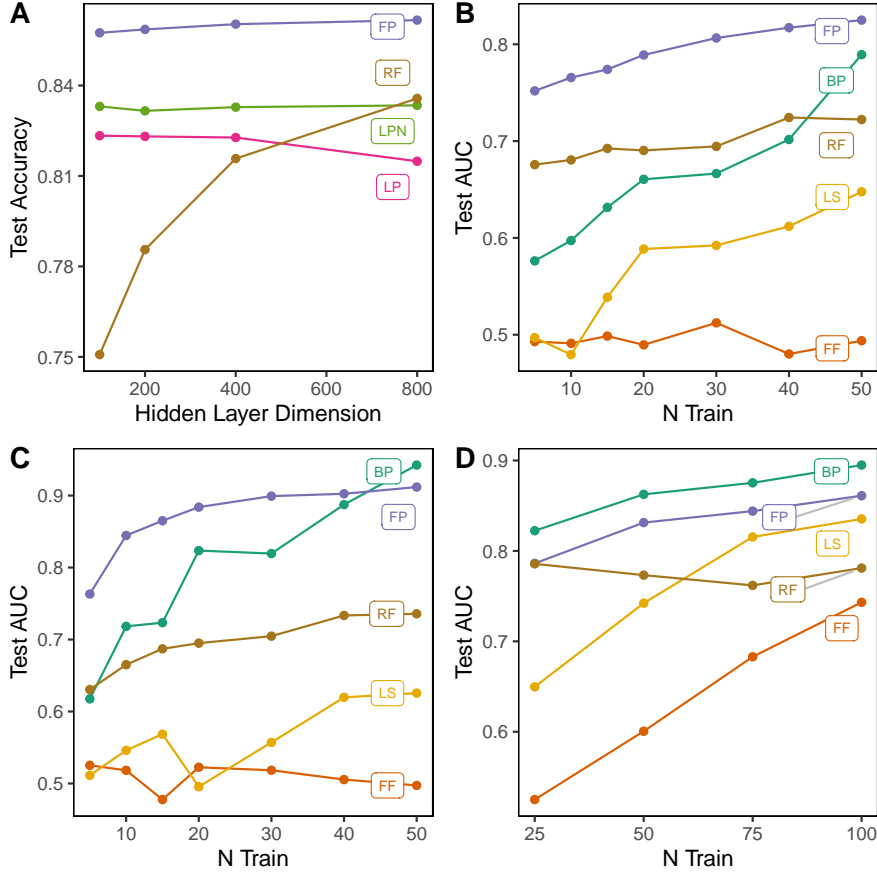 A
Test Accuracy
0.84
0.81
0.78
0.75
FP
RF
LPN
LP
200
400
600
800
Hidden Layer Dimension
B
Test AUC
0.8
0.7
0.6
0.5
FP
BP
RF
LS
FF
10
20
30
40
50
N Train
C
Test AUC
0.9
0.8
0.7
0.6
0.5
BP
FP
RF
LS
FF
10
20
30
40
50
N Train
D
Test AUC
0.9
0.8
0.7
0.6
BP
FP
LS
RF
FF
25
50
75
100
N Train